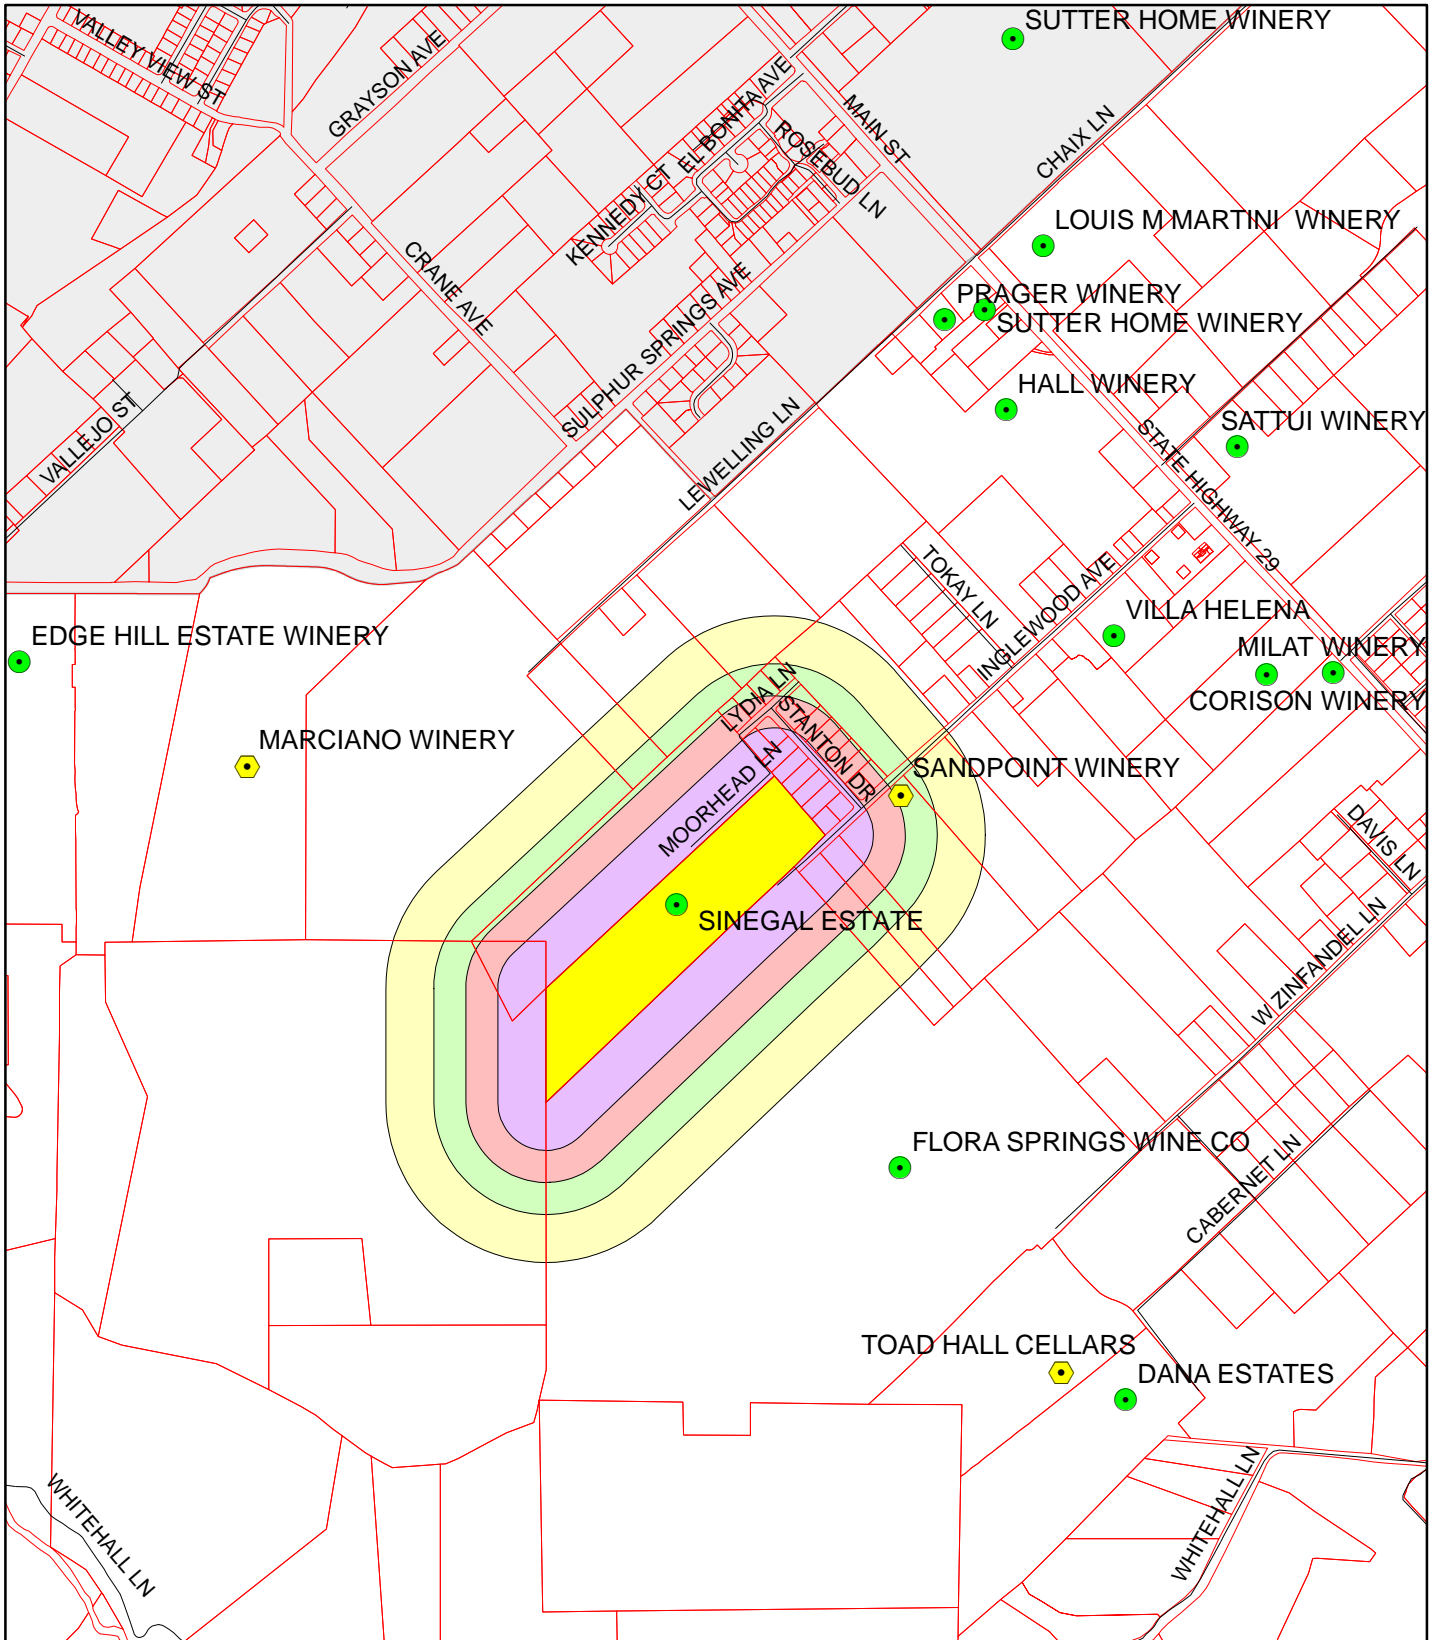 SUTTER HOME WINERY
VALLEY VIEW ST
GRAYSON AVE
EL BONITA AVE
MAIN ST
ROSEBUD LN
CHAIX LN
KENNEDY CT
LOUIS M MARTINI WINERY
CRANE AVE
SULPHUR SPRINGS AVE
PRAGER WINERY
SUTTER HOME WINERY
HALL WINERY
VALLEJO ST
LEWELLING LN
SATTUI WINERY
STATE HIGHWAY 29
TOKAY LN
INGLEWOOD AVE
VILLA HELENA
EDGE HILL ESTATE WINERY
MILAT WINERY
LYDIA LN
CORISON WINERY
STANTON DR
MARCIANO WINERY
SANDPOINT WINERY
MOORHEAD LN
DAVIS LN
SINEGAL ESTATE
W ZINFANDEL LN
FLORA SPRINGS WINE CO
CABERNET LN
TOAD HALL CELLARS
DANA ESTATES
WHITEHALL LN
WHITEHALL LN